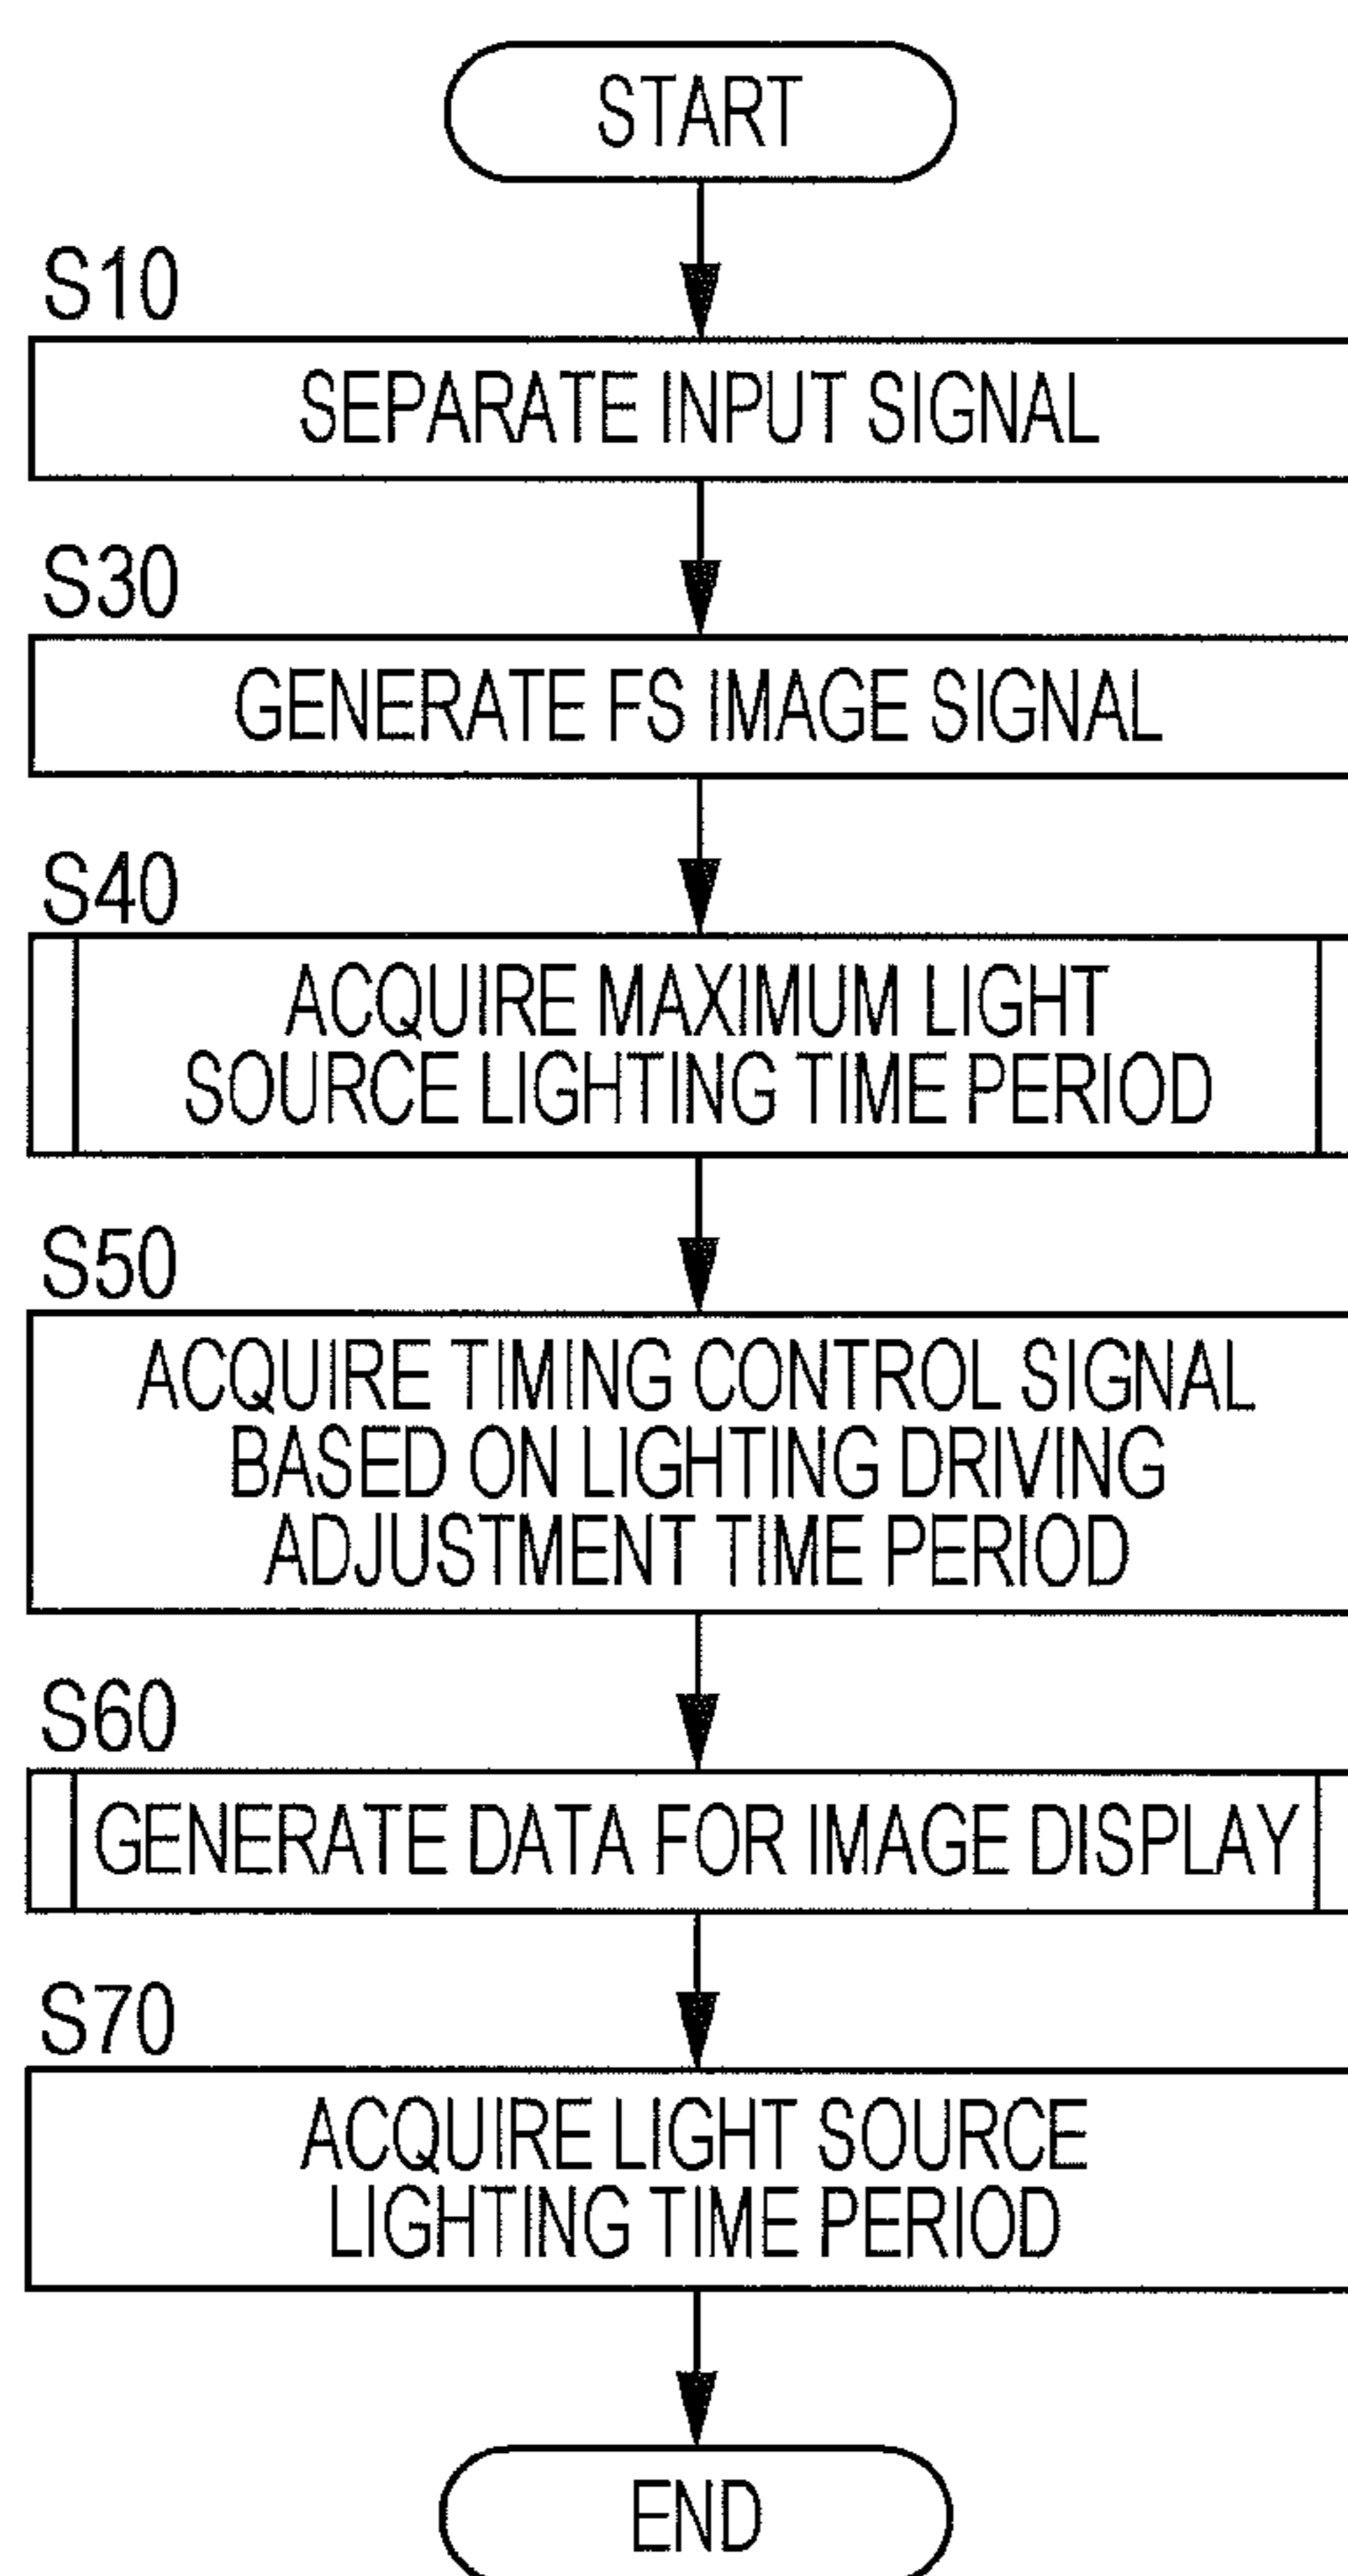 START
S10
SEPARATE INPUT SIGNAL
S30
GENERATE FS IMAGE SIGNAL
S40
ACQUIRE MAXIMUM LIGHT
SOURCE LIGHTING TIME PERIOD
S50
ACQUIRE TIMING CONTROL SIGNAL
BASED ON LIGHTING DRIVING
ADJUSTMENT TIME PERIOD
S60
GENERATE DATA FOR IMAGE DISPLAY
S70
ACQUIRE LIGHT SOURCE
LIGHTING TIME PERIOD
END